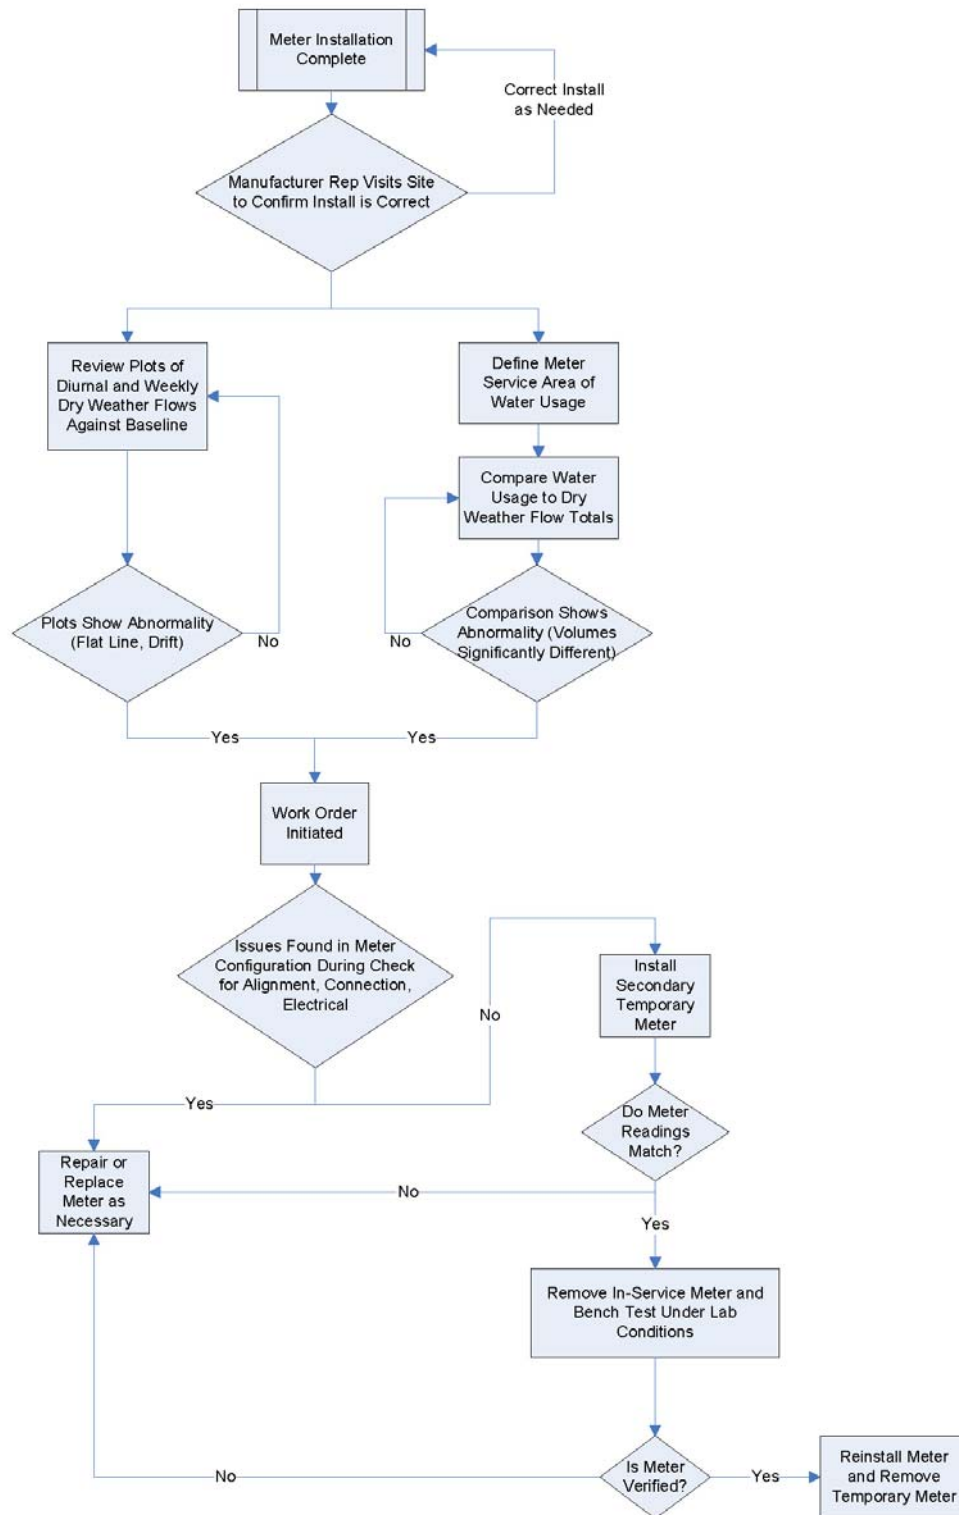 Meter Installation
Complete
Correct Install
as Needed
Manufacturer Rep Visits Site
to Confirm Install is Correct
Review Plots of
Diurnal and Weekly
Dry Weather Flows
Against Baseline
Define Meter
Service Area of
Water Usage
Compare Water
Usage to Dry
Weather Flow Totals
Plots Show Abnormality
(Flat Line, Drift)
No
Comparison Shows
Abnormality (Volumes
Significantly Different)
No
Yes
Yes
Work Order
Initiated
Issues Found in Meter
Configuration During Check
for Alignment, Connection,
Electrical
No
Install
Secondary
Temporary
Meter
Yes
Do Meter
Readings
Match?
Repair or
Replace
Meter as
Necessary
No
Yes
Remove In-Service Meter and
Bench Test Under Lab
Conditions
No
Is Meter
Verified?
Yes
Reinstall Meter
and Remove
Temporary Meter